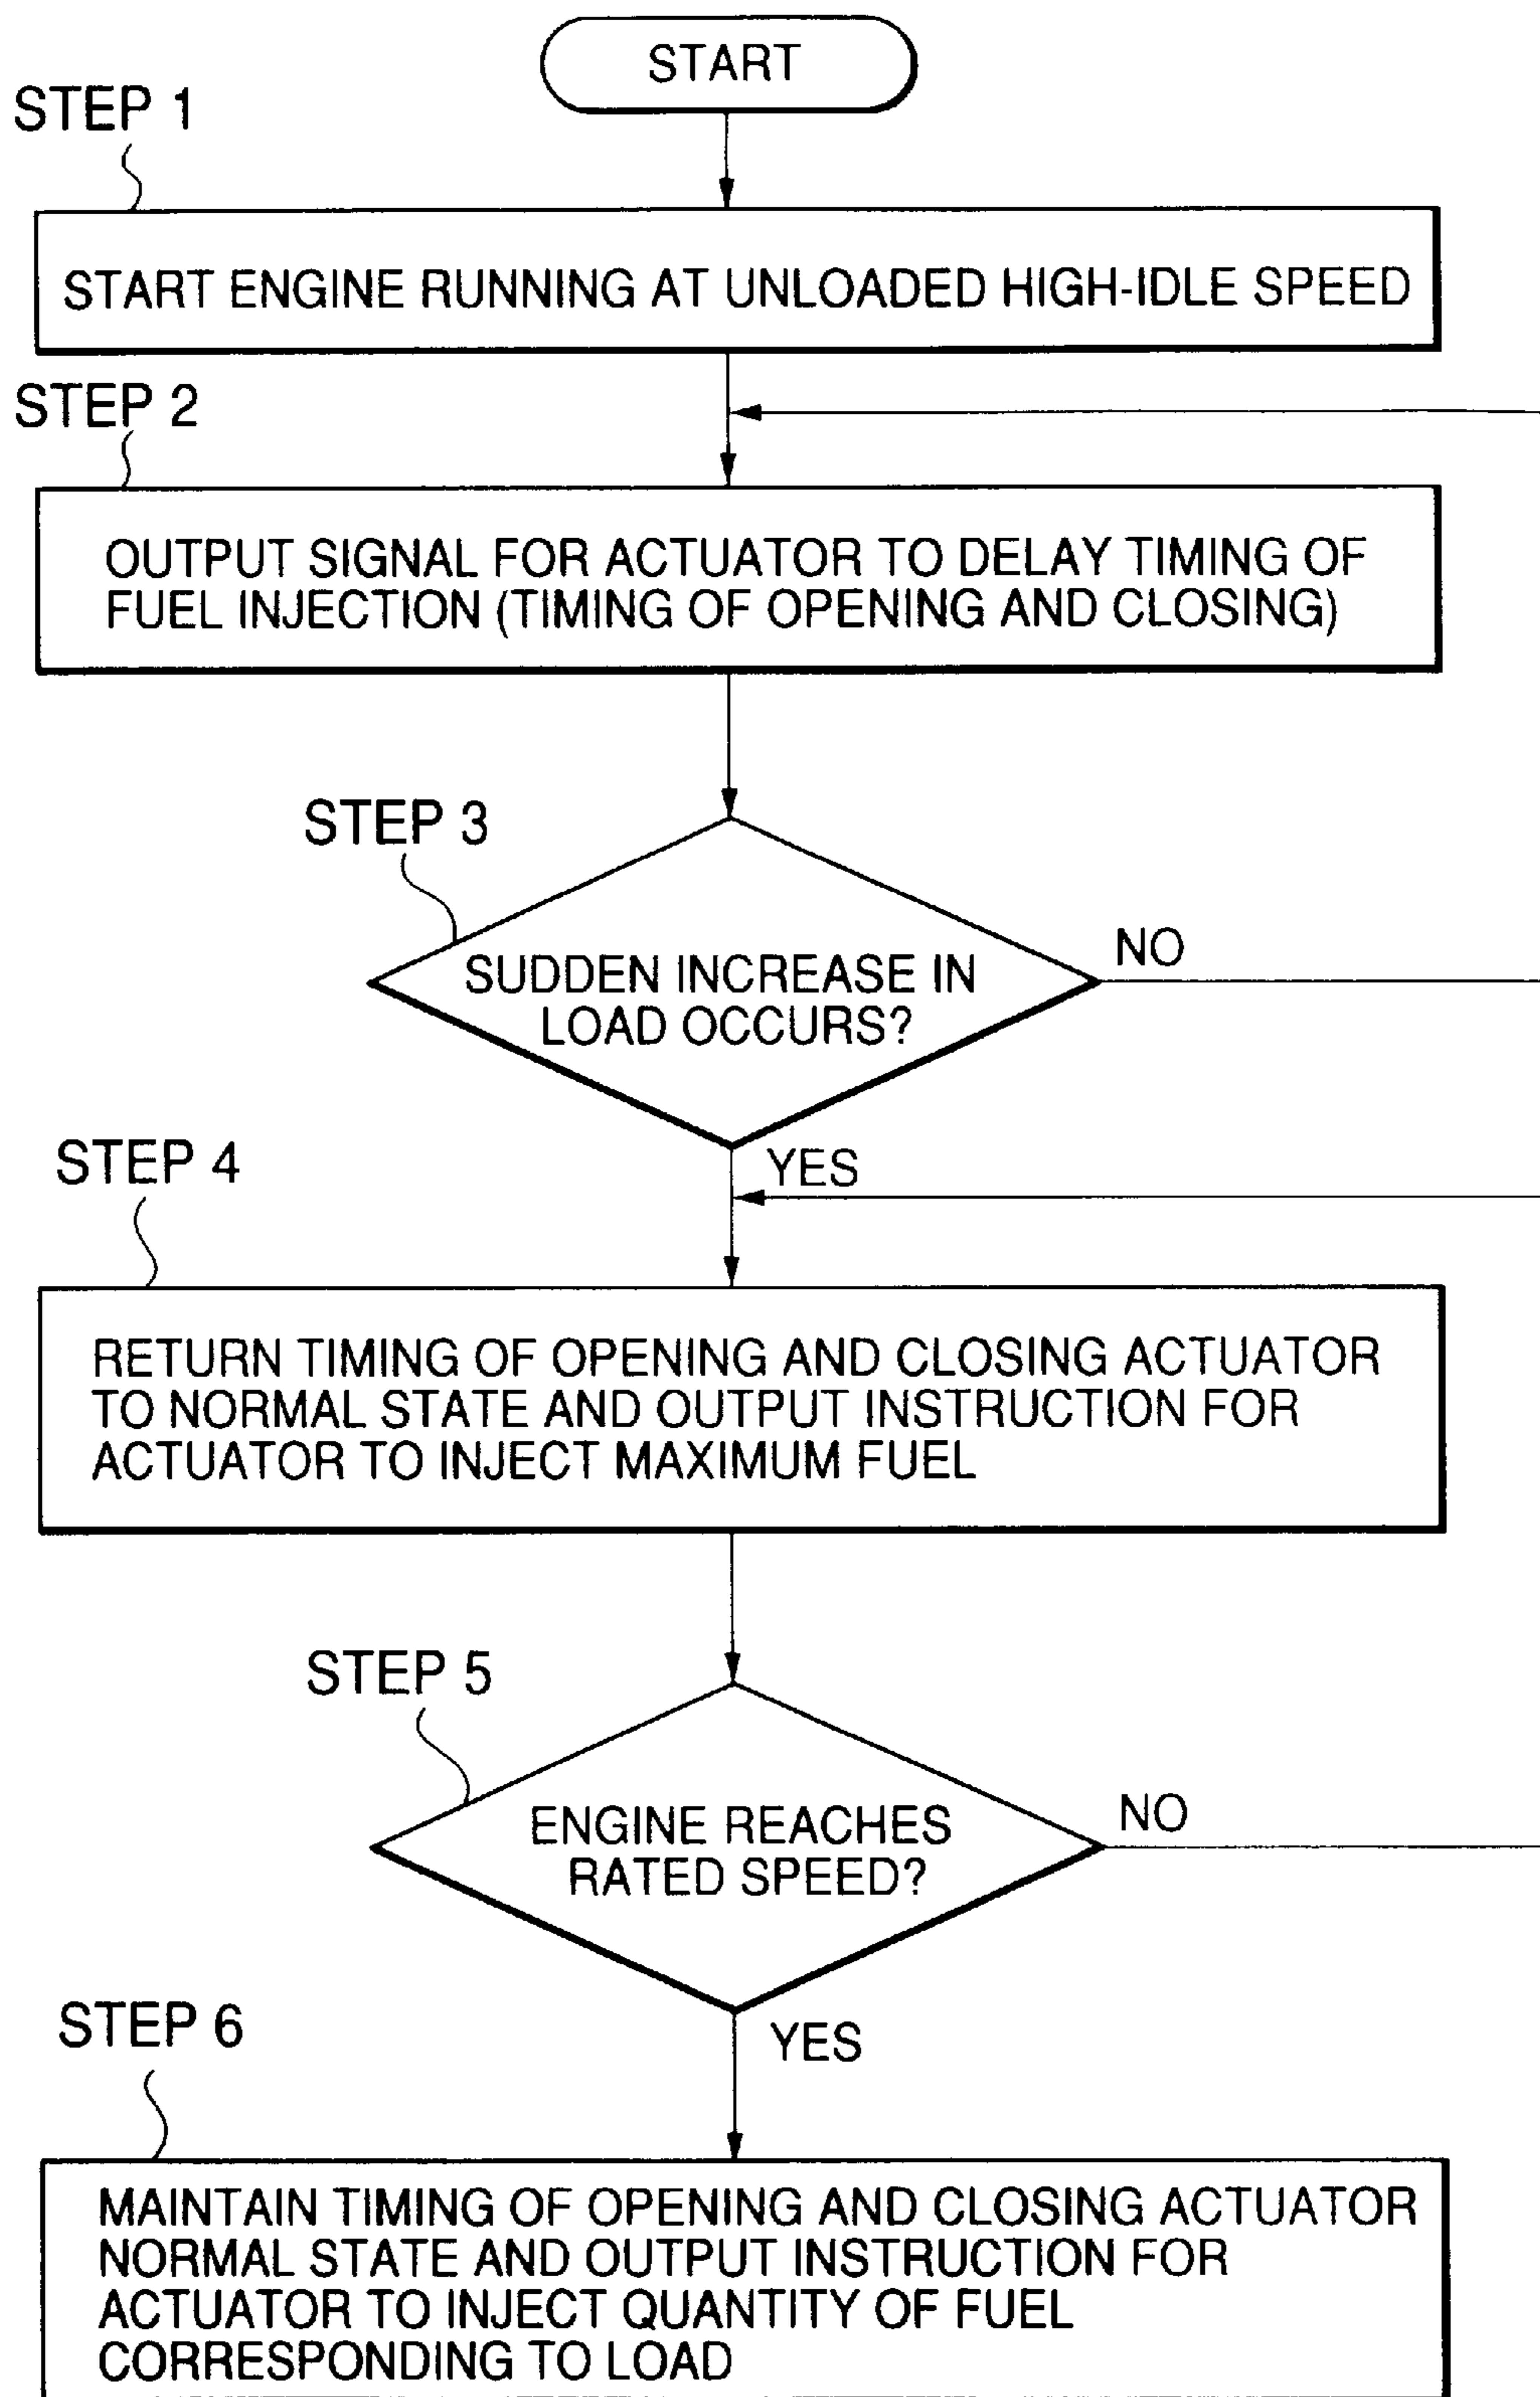 START
STEP 1
START ENGINE RUNNING AT UNLOADED HIGH-IDLE SPEED
STEP 2
OUTPUT SIGNAL FOR ACTUATOR TO DELAY TIMING OF
FUEL INJECTION (TIMING OF OPENING AND CLOSING)
STEP 3
SUDDEN INCREASE IN
LOAD OCCURS?
NO
YES
STEP 4
RETURN TIMING OF OPENING AND CLOSING ACTUATOR
TO NORMAL STATE AND OUTPUT INSTRUCTION FOR
ACTUATOR TO INJECT MAXIMUM FUEL
STEP 5
ENGINE REACHES
RATED SPEED?
NO
YES
STEP 6
MAINTAIN TIMING OF OPENING AND CLOSING ACTUATOR
NORMAL STATE AND OUTPUT INSTRUCTION FOR
ACTUATOR TO INJECT QUANTITY OF FUEL
CORRESPONDING TO LOAD